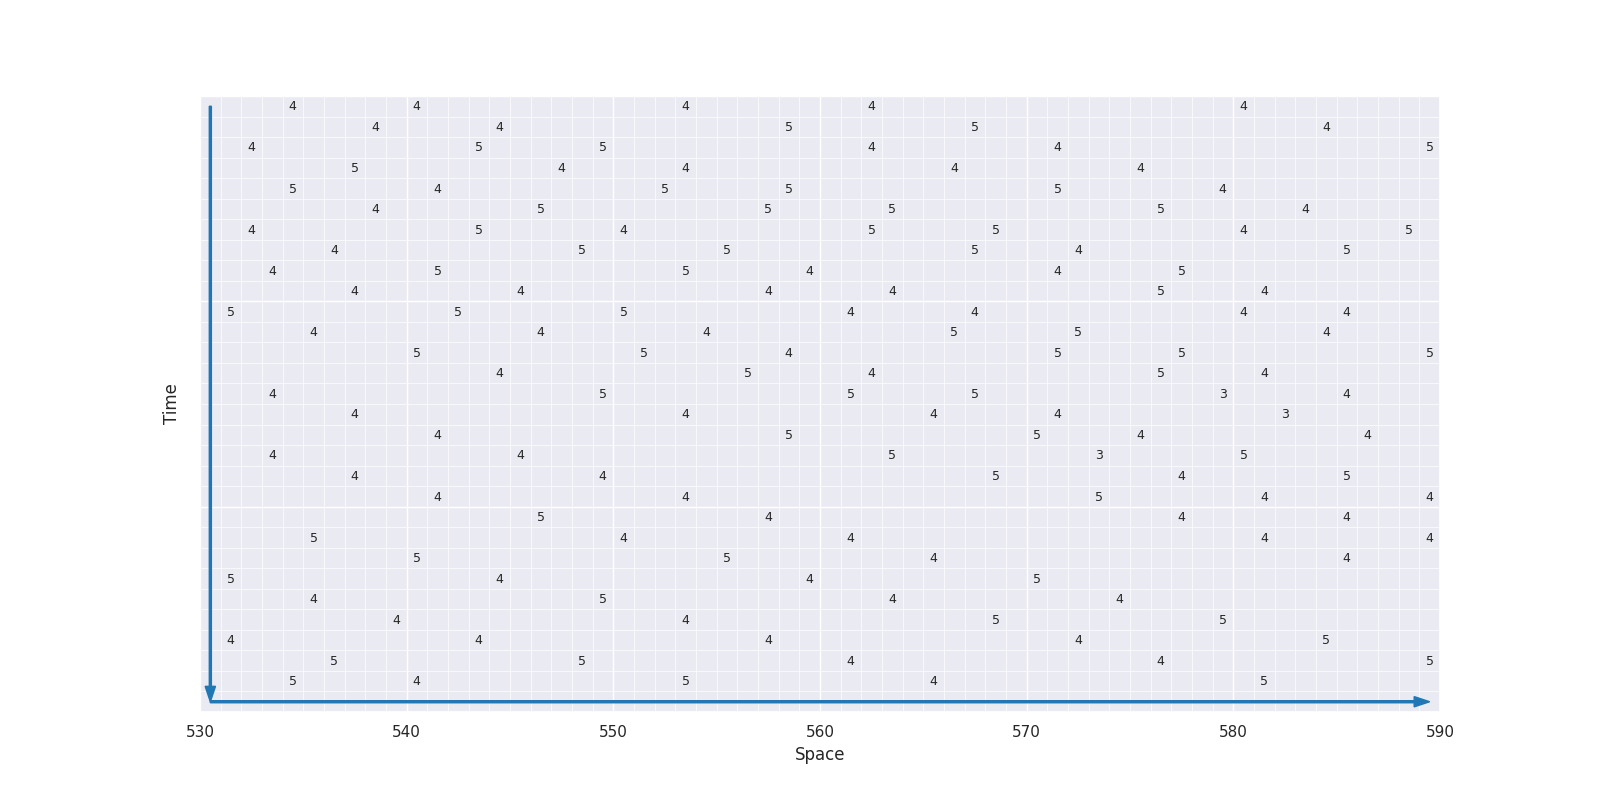 4 4 4 4 4
4 4 5 5 4
4 5 5 4 4 5
5 4 4 4 4
5 4 5 5 5 4
4 5 5 5 5 4
4 5 4 5 5 4 5
4 5 5 5 4 5
4 5 5 4 4 5
4 4 4 4 5 4
5 5 5 4 4 4 4
4 4 4 5 5 4
5 5 4 5 5 5
4 5 4 5 4
4 5 5 5 3 4
4 4 4 4 3
4 5 5 4 4
4 4 5 3 5
4 4 5 4 5
4 4 5 4 4
5 4 4 4
5 4 4 4 4
5 5 4 4
5 4 4 5
4 5 4 4
4 4 5 5
4 4 4 4 5
5 5 4 4 5
5 4 5 4 5
Time
530 540 550 560 570 580 590
Space